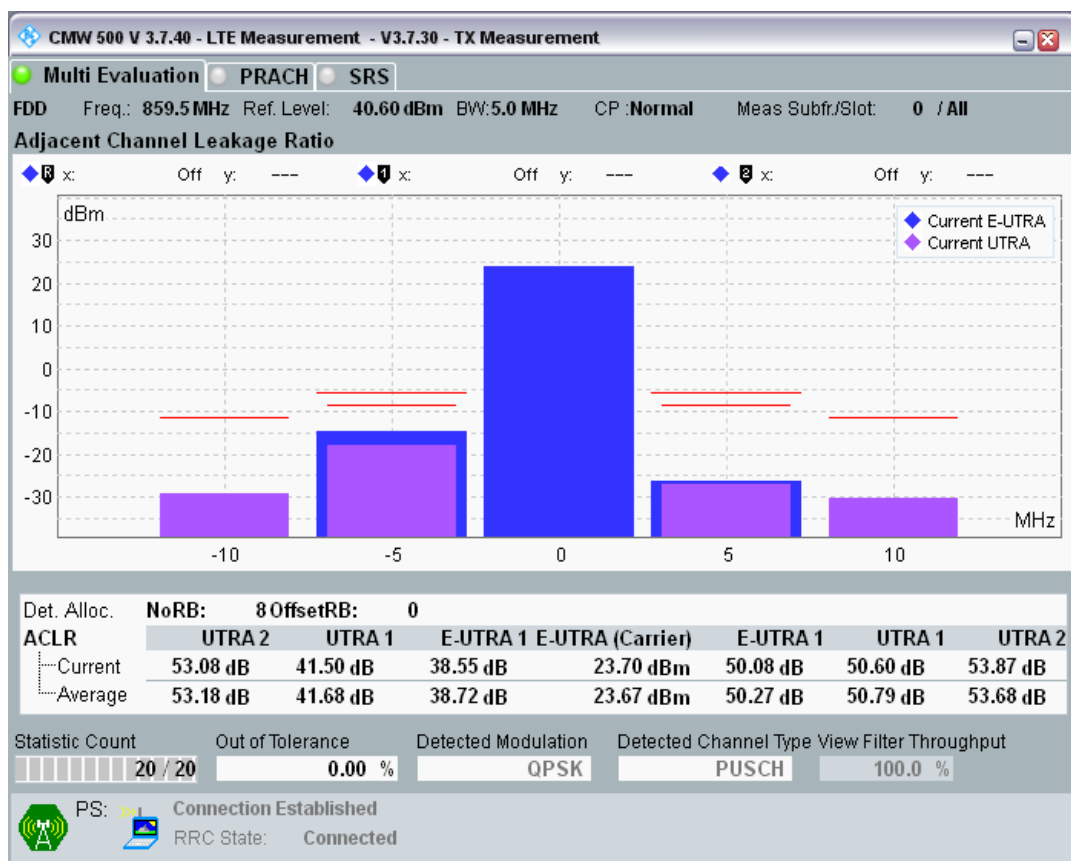 CMW 500 V 3.7.40 - LTE Measurement - V3.7.30 - TX Measurement
Multi Evaluation PRACH SRS
FDD Freq.: 859.5 MHz Ref. Level: 40.60 dBm BW:5.0 MHz CP :Normal Meas Subfr./Slot: 0 / All
Adjacent Channel Leakage Ratio
R x: Off y: --- 1 x: Off y: --- 2 x: Off y: ---
dBm
Current E-UTRA
Current UTRA
30
20
10
0
-10
-20
-30
MHz
-10 -5 0 5 10
Det. Alloc. NoRB: 8 OffsetRB: 0
ACLR UTRA 2 UTRA 1 E-UTRA 1 E-UTRA (Carrier) E-UTRA 1 UTRA 1 UTRA 2
Current 53.08 dB 41.50 dB 38.55 dB 23.70 dBm 50.08 dB 50.60 dB 53.87 dB
Average 53.18 dB 41.68 dB 38.72 dB 23.67 dBm 50.27 dB 50.79 dB 53.68 dB
Statistic Count Out of Tolerance Detected Modulation Detected Channel Type View Filter Throughput
20 / 20 0.00 % QPSK PUSCH 100.0 %
PS: Connection Established
RRC State: Connected